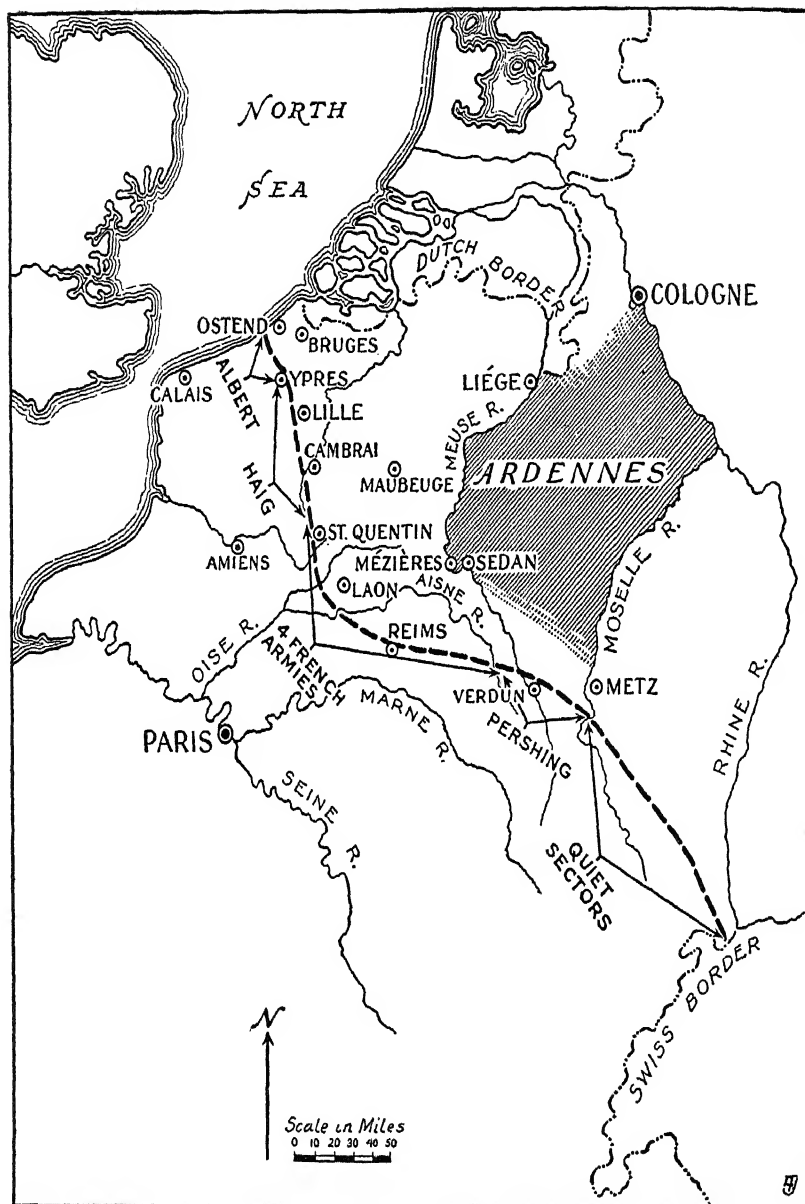 NORTH
SEA
DUTCH BORDER
COLOGNE
OSTEND
BRUGES
ALBERT
CALAIS
YPRES
LIÉGE
LILLE
MEUSE R.
HAIG
CAMBRAI
MAUBEUGE
ARDENNES
ST. QUENTIN
AMIENS
MÉZIÈRES
SEDAN
MOSELLE R.
LAON
AISNE R.
OISE R.
4 FRENCH
ARMIES
REIMS
VERDUN
METZ
RHINE R.
MARNE R.
PERSHING
PARIS
SEINE R.
QUIET
SECTORS
SWISS BORDER
N
Scale in Miles
0 10 20 30 40 50